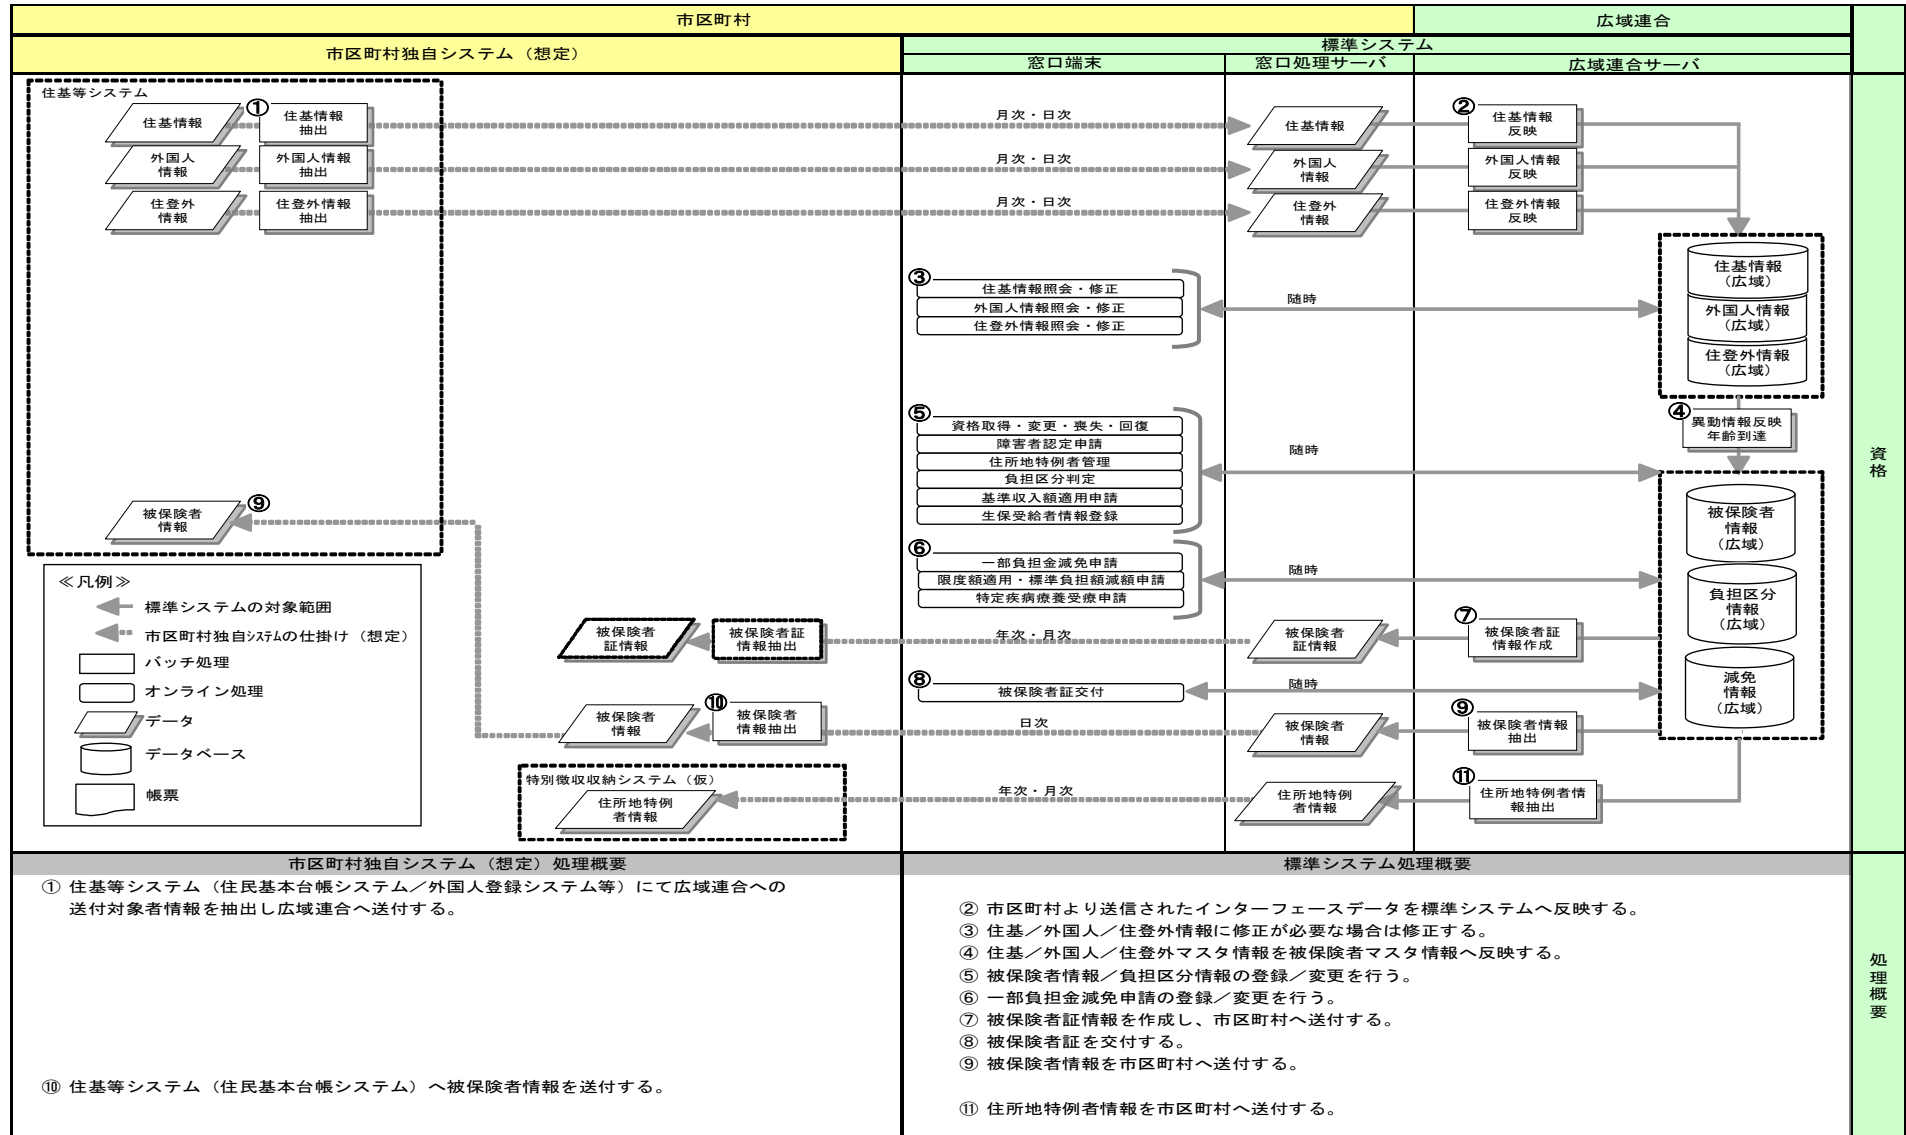 市区町村
広域連合
市区町村独自システム（想定）
標準システム
窓口端末
窓口処理サーバ
広域連合サーバ
住基等システム
住基情報
①
住基情報
抽出
月次・日次
住基情報
②
住基情報
反映
外国人
情報
外国人情報
抽出
月次・日次
外国人
情報
外国人情報
反映
住登外
情報
住登外情報
抽出
月次・日次
住登外
情報
住登外情報
反映
住基情報
（広域）
外国人情報
（広域）
住登外情報
（広域）
③
住基情報照会・修正
外国人情報照会・修正
住登外情報照会・修正
随時
④
異動情報反映
年齢到達
⑤
資格取得・変更・喪失・回復
障害者認定申請
住所地特例者管理
負担区分判定
基準収入額適用申請
生保受給者情報登録
随時
資格
被保険者
情報
⑨
被保険者
情報
（広域）
負担区分
情報
（広域）
減免
情報
（広域）
⑥
一部負担金減免申請
限度額適用・標準負担額減額申請
特定疾病療養受療申請
随時
≪凡例≫
標準システムの対象範囲
市区町村独自ｼｽﾃﾑの仕掛け（想定）
バッチ処理
オンライン処理
データ
データベース
帳票
被保険者
証情報
被保険者証
情報抽出
年次・月次
被保険者
証情報
⑦
被保険者証
情報作成
⑧
被保険者証交付
随時
被保険者
情報
⑩
被保険者
情報抽出
日次
被保険者
情報
⑨
被保険者情報
抽出
特別徴収収納システム（仮）
住所地特例
者情報
年次・月次
住所地特例
者情報
⑪
住所地特例者情
報抽出
市区町村独自システム（想定）処理概要
標準システム処理概要
① 住基等システム（住民基本台帳システム／外国人登録システム等）にて広域連合への
送付対象者情報を抽出し広域連合へ送付する。
⑩ 住基等システム（住民基本台帳システム）へ被保険者情報を送付する。
② 市区町村より送信されたインターフェースデータを標準システムへ反映する。
③ 住基／外国人／住登外情報に修正が必要な場合は修正する。
④ 住基／外国人／住登外マスタ情報を被保険者マスタ情報へ反映する。
⑤ 被保険者情報／負担区分情報の登録／変更を行う。
⑥ 一部負担金減免申請の登録／変更を行う。
⑦ 被保険者証情報を作成し、市区町村へ送付する。
⑧ 被保険者証を交付する。
⑨ 被保険者情報を市区町村へ送付する。
⑪ 住所地特例者情報を市区町村へ送付する。
処理概要